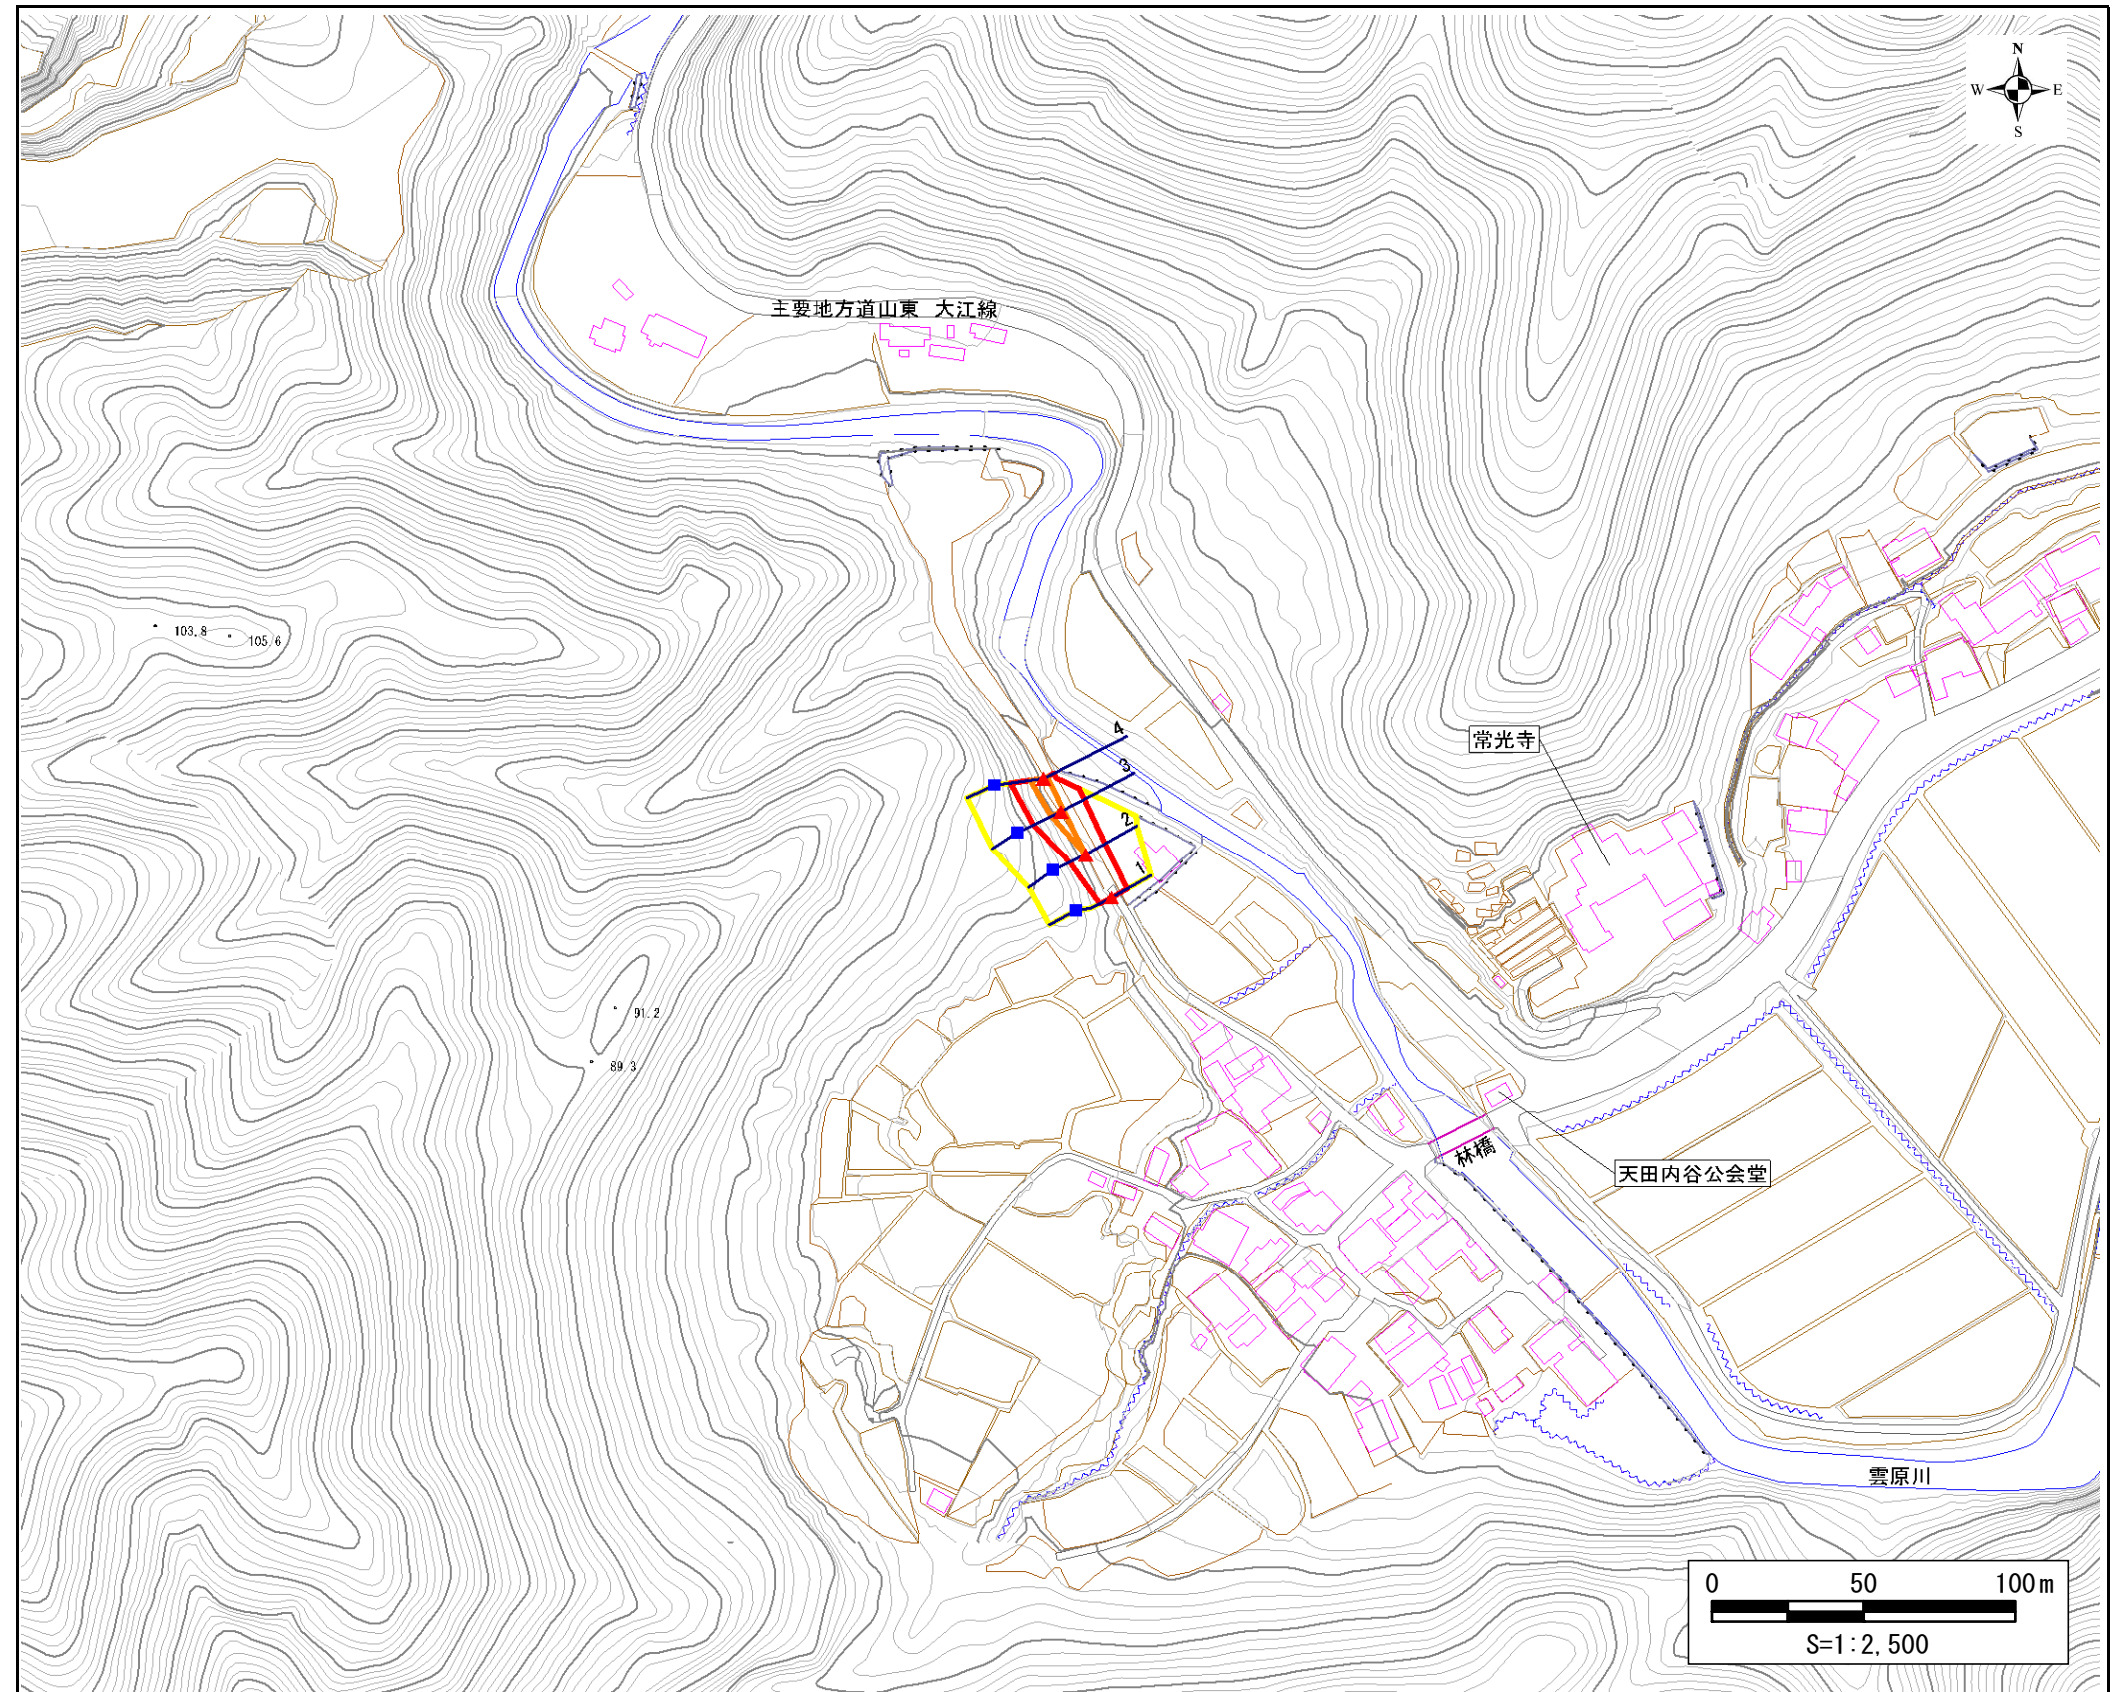 N
W E
S
主要地方道山東 大江線
103.8
105.6
4
常光寺
3
2
1
91.2
89.3
林橋
天田内谷公会堂
雲原川
0 50 100m
S=1:2,500